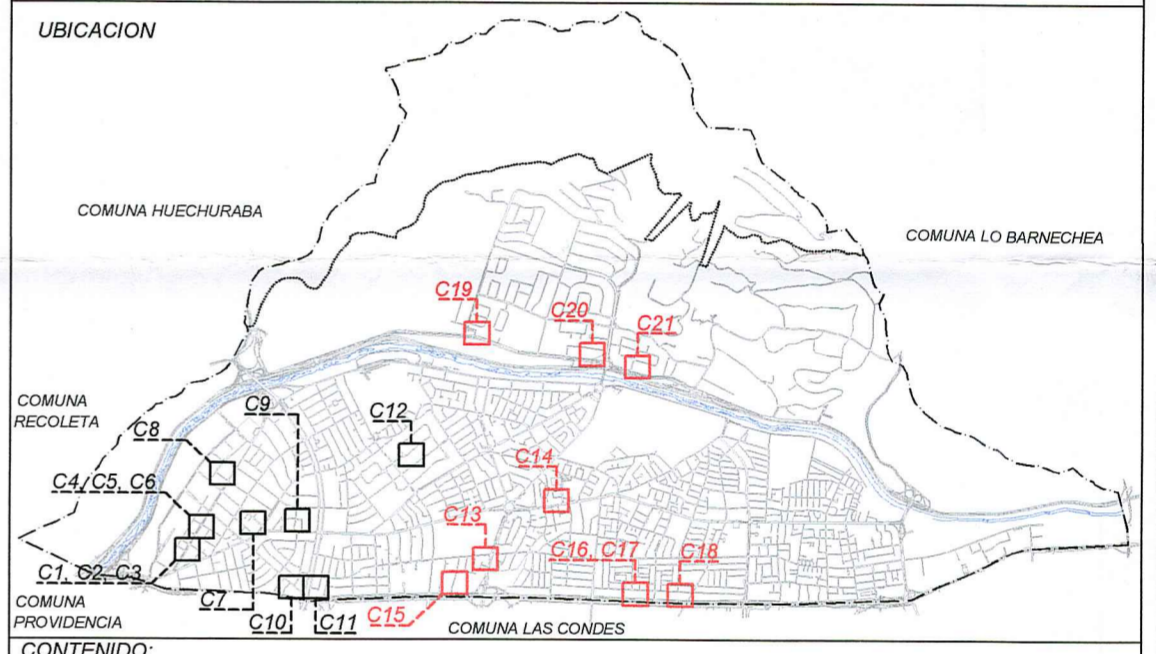 UBICACION
COMUNA HUECHURABA
COMUNA LO BARNECHEA
C19
C20
C21
COMUNA
RECOLETA
C9
C12
C8
C14
C4, C5, C6
C13
C16, C17
C18
C1, C2, C3
C7
COMUNA
PROVIDENCIA
C10
C11
C15
COMUNA LAS CONDES
CONTENIDO: